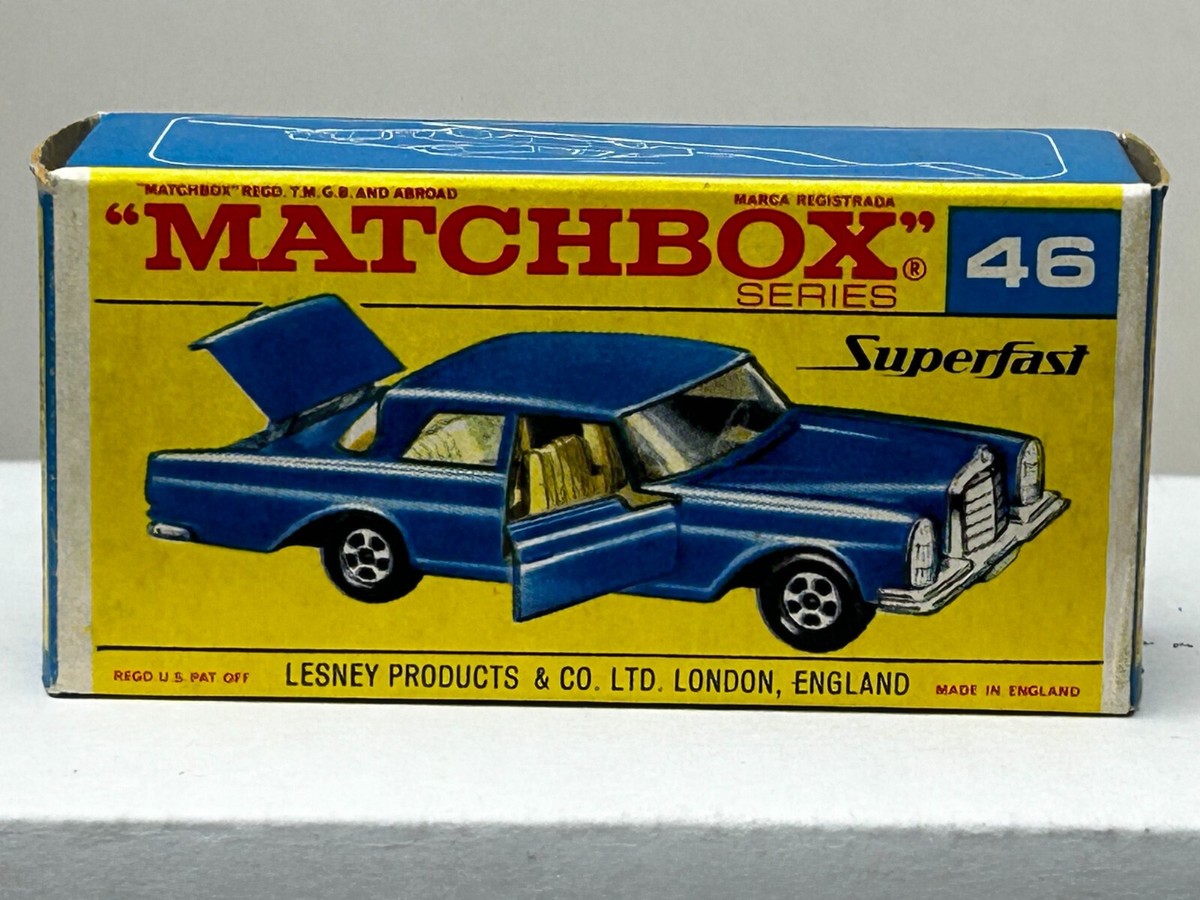 "MATCHBOX" REGD. T.M. G.B. AND ABROAD
MARCA REGISTRADA
"MATCHBOX"®
SERIES
46
Superfast
REGD U S PAT OFF
LESNEY PRODUCTS & CO. LTD. LONDON, ENGLAND
MADE IN ENGLAND